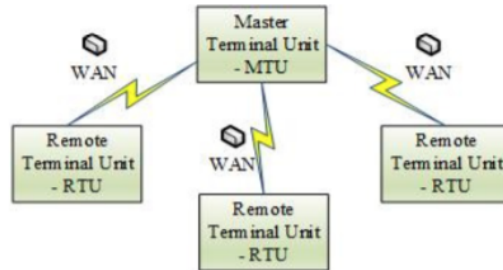 Master
Terminal Unit
- MTU
WAN
WAN
WAN
Remote
Terminal Unit
- RTU
Remote
Terminal Unit
- RTU
Remote
Terminal Unit
- RTU